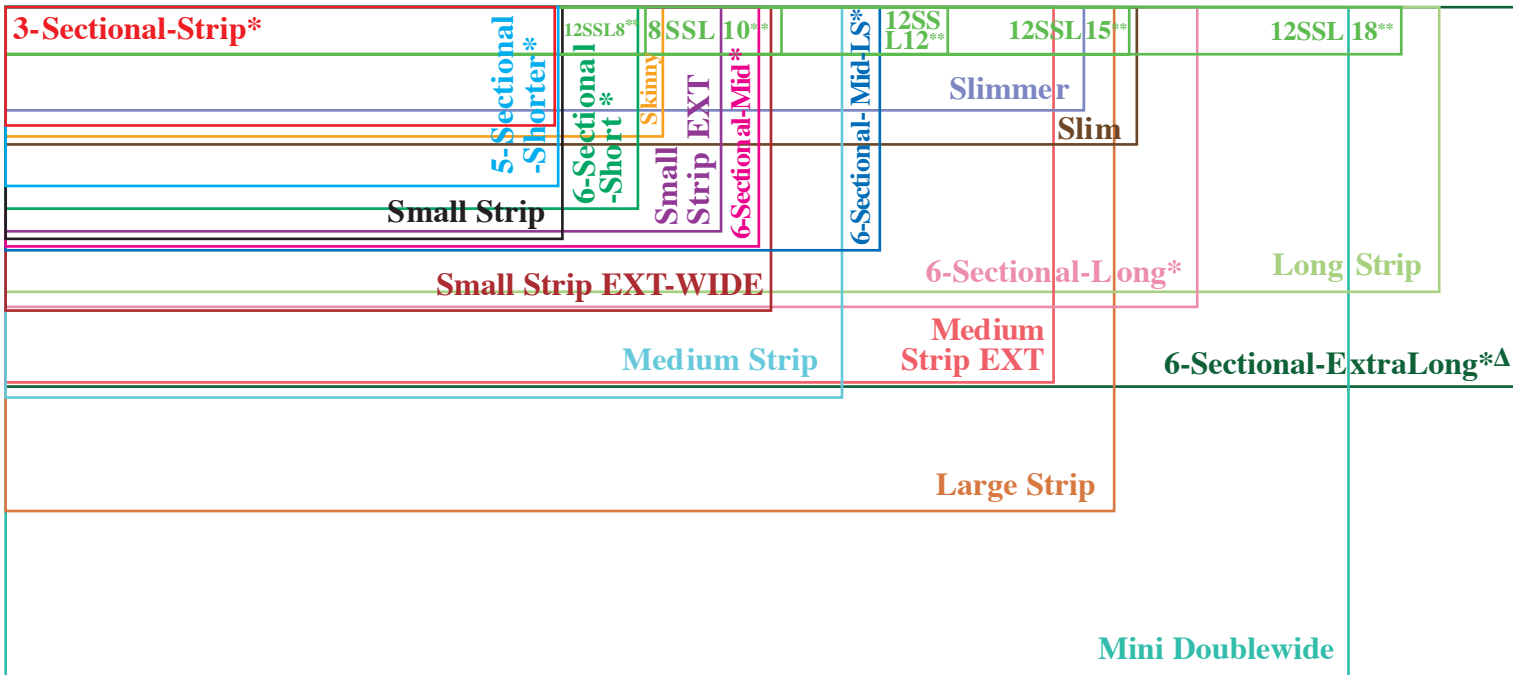 3-Sectional-Strip*
5-Sectional
-Shorter*
12SSL8**
8SSL 10**
12SS
L12**
12SSL 15**
12SSL 18**
6-Sectional
-Short *
Skinny
Small
Strip EXT
6-Sectional-Mid*
6-Sectional-Mid-LS*
Slimmer
Slim
Small Strip
Small Strip EXT-WIDE
6-Sectional-Long*
Long Strip
Medium Strip
Medium
Strip EXT
6-Sectional-ExtraLong*Δ
Large Strip
Mini Doublewide